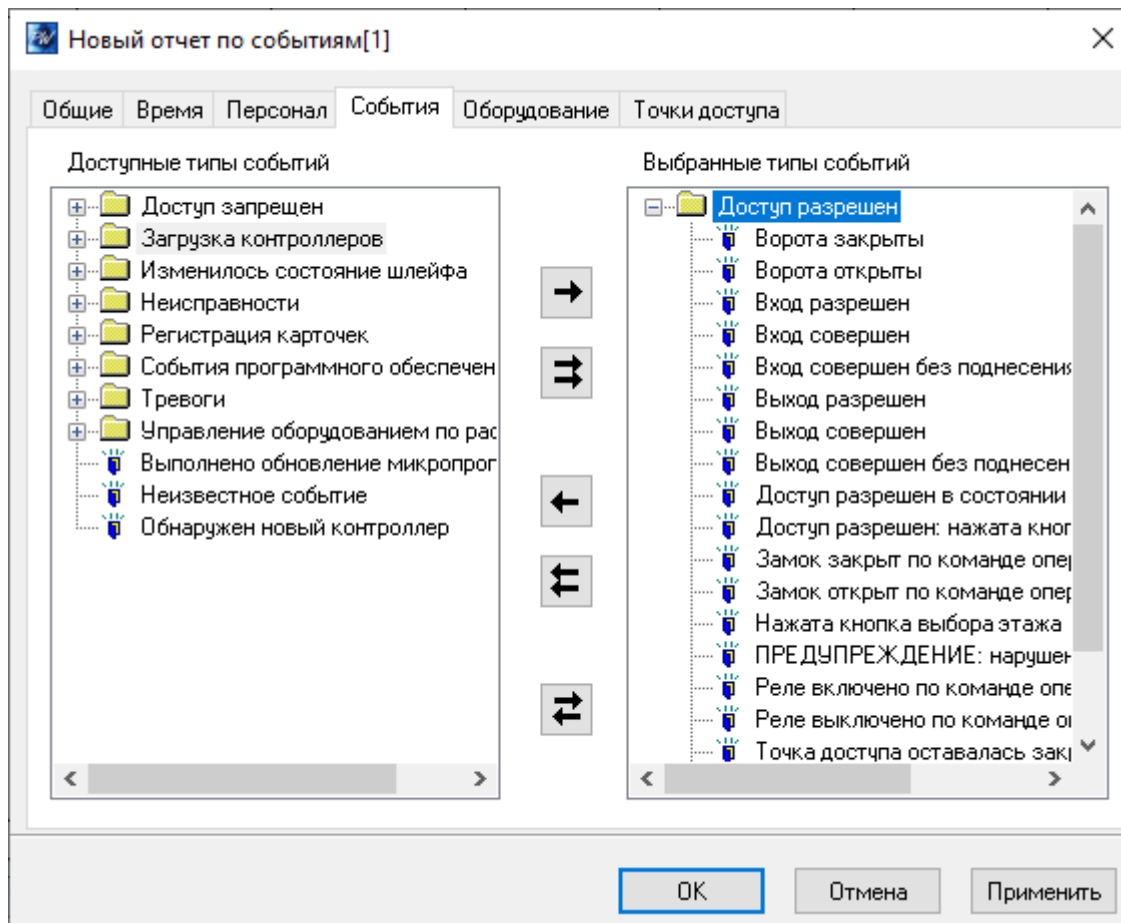 Новый отчет по событиям[1]
Общие Время Персонал События Оборудование Точки доступа
Доступные типы событий
Доступ запрещен
Загрузка контроллеров
Изменилось состояние шлейфа
Неисправности
Регистрация карточек
События программного обеспечен
Тревоги
Управление оборудованием по рас
Выполнено обновление микропрог
Неизвестное событие
Обнаружен новый контроллер
Выбранные типы событий
Доступ разрешен
Ворота закрыты
Ворота открыты
Вход разрешен
Вход совершен
Вход совершен без поднесения
Выход разрешен
Выход совершен
Выход совершен без поднесен
Доступ разрешен в состоянии
Доступ разрешен: нажата кноп
Замок закрыт по команде опер
Замок открыт по команде опер
Нажата кнопка выбора этажа
ПРЕДУПРЕЖДЕНИЕ: нарушен
Реле включено по команде опе
Реле выключено по команде о
Точка доступа оставалась зак
OK Отмена Применить